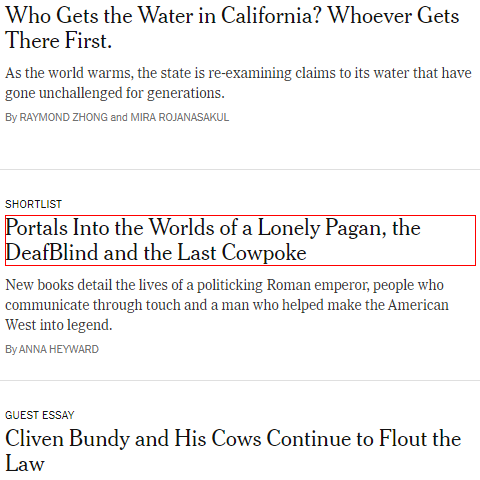 Who Gets the Water in California? Whoever Gets
There First.
As the world warms, the state is re-examining claims to its water that have
gone unchallenged for generations.
By RAYMOND ZHONG and MIRA ROJANASAKUL
SHORTLIST
Portals Into the Worlds of a Lonely Pagan, the
DeafBlind and the Last Cowpoke
New books detail the lives of a politicking Roman emperor, people who
communicate through touch and a man who helped make the American
West into legend.
By ANNA HEYWARD
GUEST ESSAY
Cliven Bundy and His Cows Continue to Flout the
Law